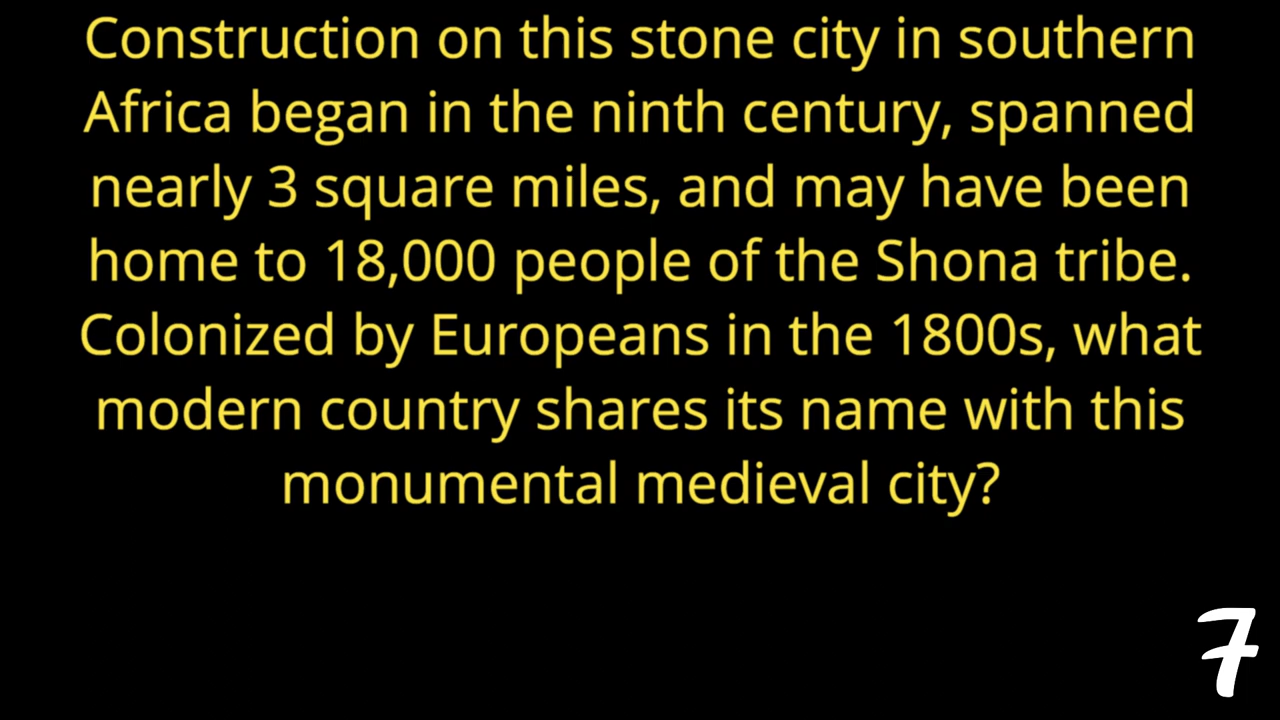 Construction on this stone city in southern
Africa began in the ninth century, spanned
nearly 3 square miles, and may have been
home to 18,000 people of the Shona tribe.
Colonized by Europeans in the 1800s, what
modern country shares its name with this
monumental medieval city?
7